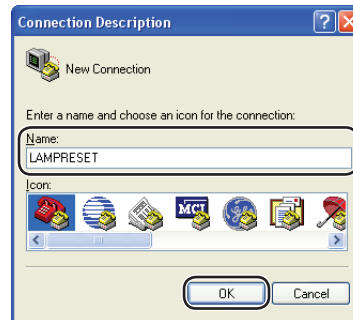 Connection Description
New Connection
Enter a name and choose an icon for the connection:
Name:
LAMPRESET
Icon:
MCI
OK Cancel